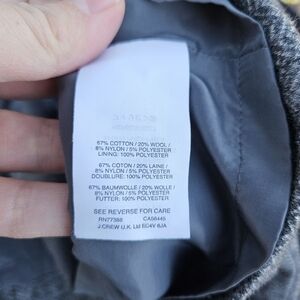 67% COTTON / 20% WOOL /
8% NYLON / 5% POLYESTER
LINING: 100% POLYESTER
67% COTON / 20% LAINE /
8% NYLON / 5% POLYESTER
DOUBLURE: 100% POLYESTER
67% BAUMWOLLE / 20% WOLLE /
8% NYLON / 5% POLYESTER
FUTTER: 100% POLYESTER
SEE REVERSE FOR CARE
RN77388 CA56445
J.CREW U.K. Ltd EC4V 6JA